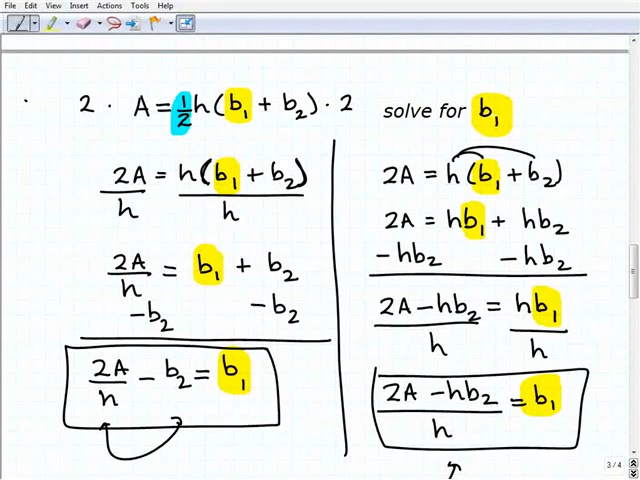 File Edit View Insert Actions Tools Help
2 · A = 1/2 h(b₁ + b₂) · 2
solve for b₁
2A/h = h(b₁ + b₂)/h
2A/h = b₁ + b₂
-b₂ -b₂
2A/h - b₂ = b₁
2A = h(b₁ + b₂)
2A = hb₁ + hb₂
-hb₂ -hb₂
2A - hb₂/h = hb₁/h
2A - hb₂/h = b₁
3/4